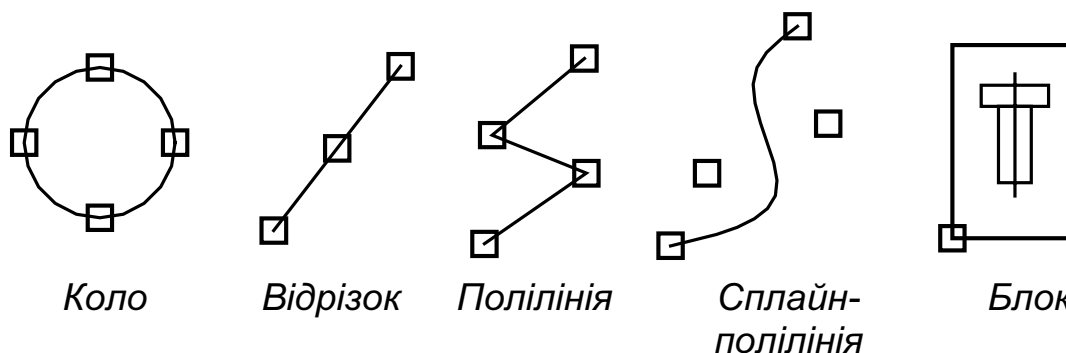 Коло
Відрізок
Полілінія
Сплайн-
полілінія
Блок